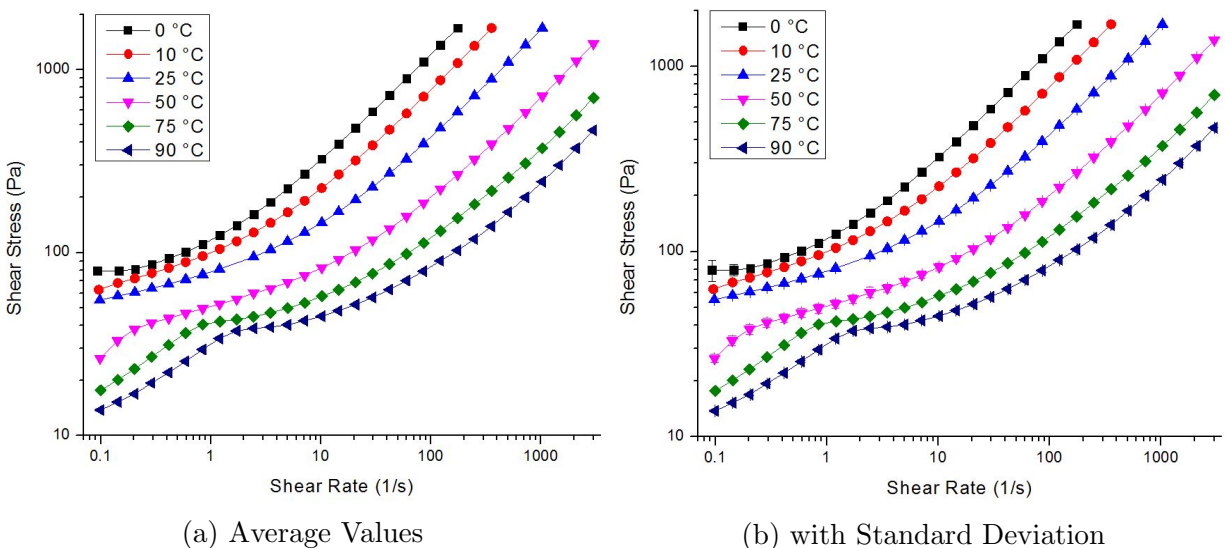 0 °C
10 °C
25 °C
50 °C
75 °C
90 °C
1000
100
10
Shear Stress (Pa)
0.1 1 10 100 1000
Shear Rate (1/s)
(a) Average Values
0 °C
10 °C
25 °C
50 °C
75 °C
90 °C
1000
100
10
Shear Stress (Pa)
0.1 1 10 100 1000
Shear Rate (1/s)
(b) with Standard Deviation